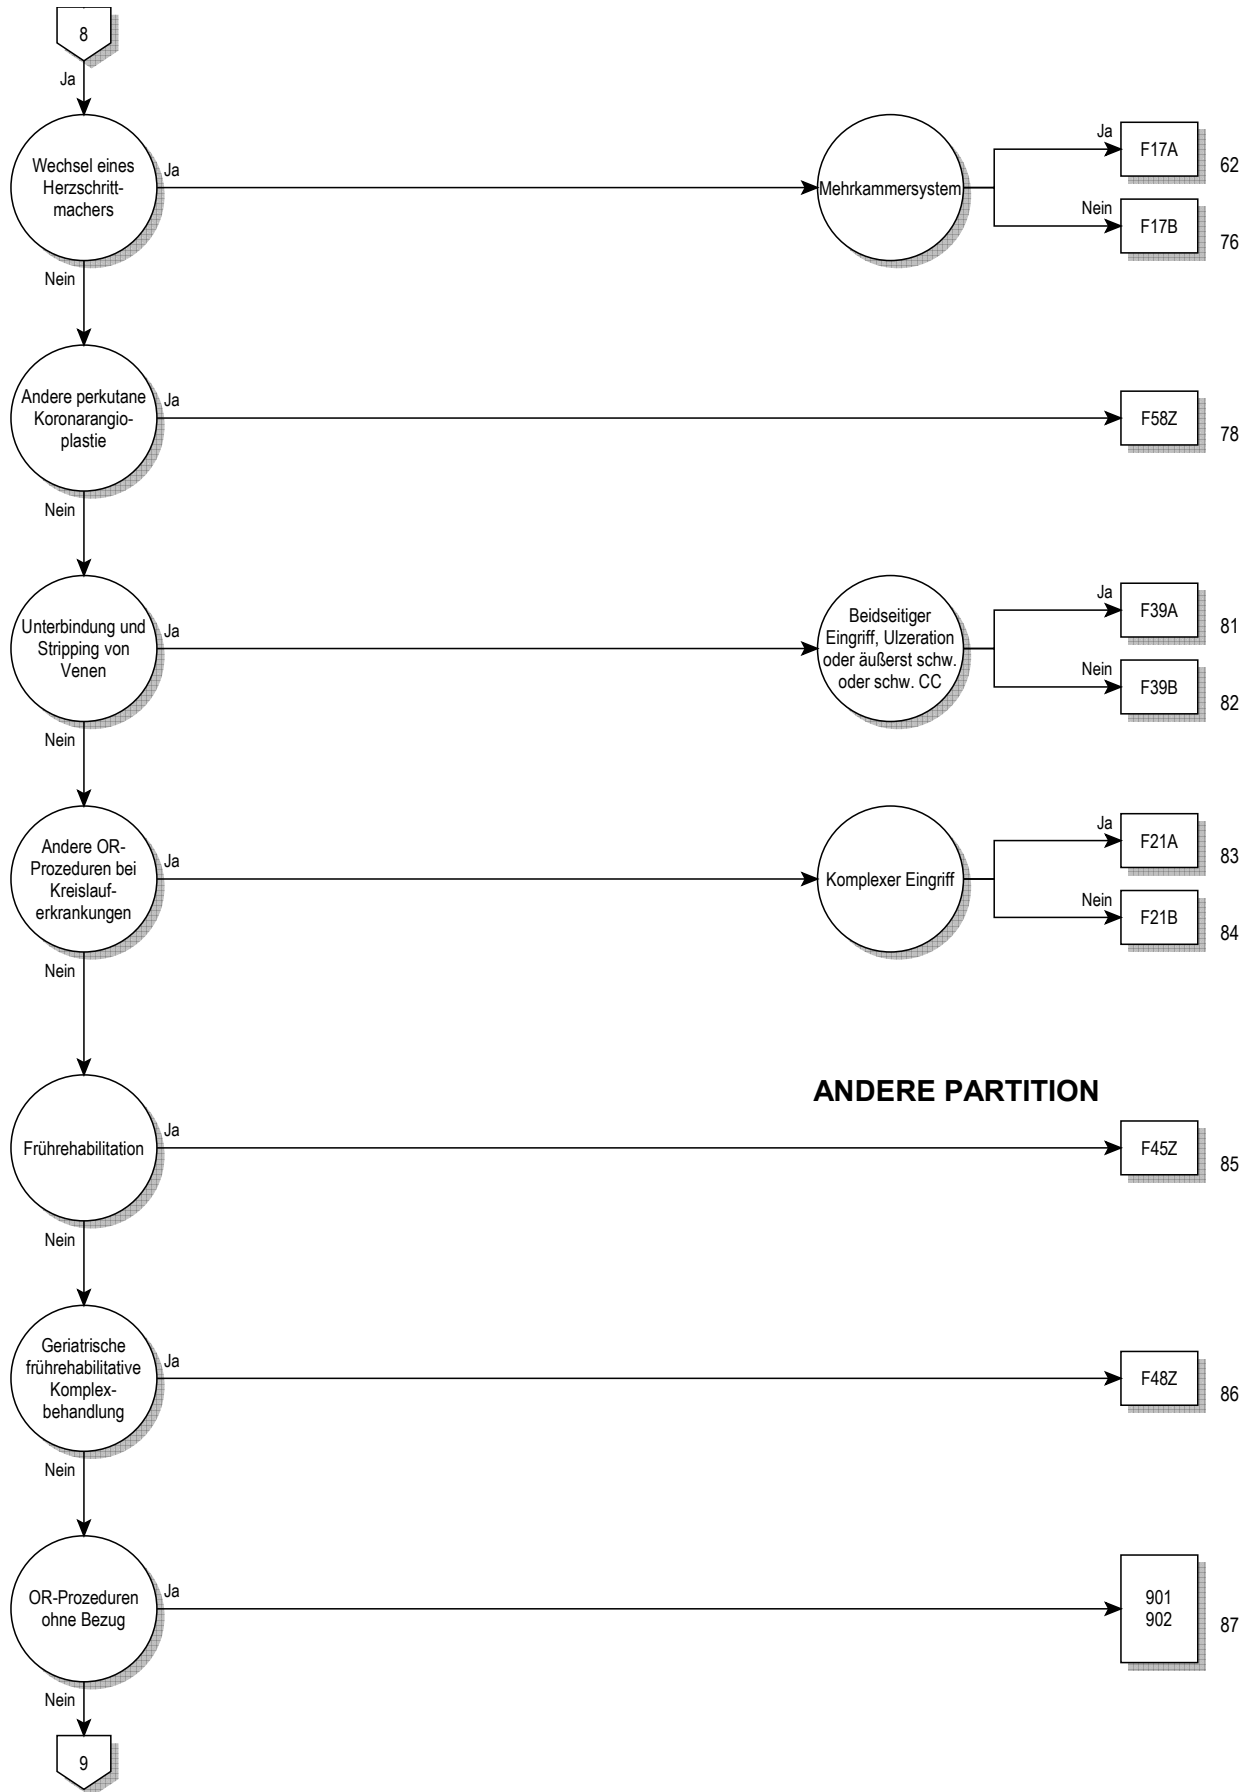 8
Ja
Wechsel eines
Herzschritt-
machers
Ja
Mehrkammersystem
Ja
F17A
62
Nein
F17B
76
Nein
Andere perkutane
Koronarangio-
plastie
Ja
F58Z
78
Nein
Unterbindung und
Stripping von
Venen
Ja
Beidseitiger
Eingriff, Ulzeration
oder äußerst schw.
oder schw. CC
Ja
F39A
81
Nein
F39B
82
Nein
Andere OR-
Prozeduren bei
Kreislauf-
erkrankungen
Ja
Komplexer Eingriff
Ja
F21A
83
Nein
F21B
84
Nein
ANDERE PARTITION
Frührehabilitation
Ja
F45Z
85
Nein
Geriatrische
frührehabilitative
Komplex-
behandlung
Ja
F48Z
86
Nein
OR-Prozeduren
ohne Bezug
Ja
901
902
87
Nein
9